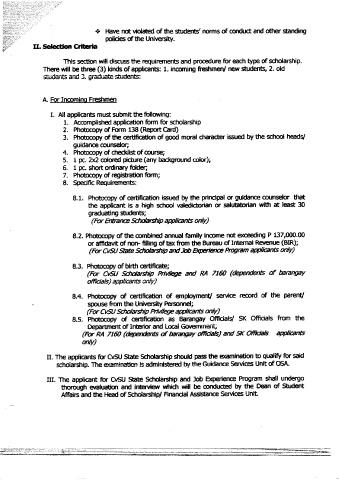 ❖ Have not violated of the students' norms of conduct and other standing
policies of the University.
II. Selection Criteria
This section will discuss the requirements and procedure for each type of scholarship.
There will be three (3) kinds of applicants: 1. incoming freshmen/ new students, 2. old
students and 3. graduate students:
A. For Incoming Freshmen
I. All applicants must submit the following:
1. Accomplished application form for scholarship
2. Photocopy of Form 138 (Report Card)
3. Photocopy of the certification of good moral character issued by the school heads/
guidance counselor;
4. Photocopy of checklist of course;
5. 1 pc. 2x2 colored picture (any background color);
6. 1 pc. short ordinary folder;
7. Photocopy of registration form;
8. Specific Requirements:
8.1. Photocopy of certification issued by the principal or guidance counselor that
the applicant is a high school valedictorian or salutatorian with at least 30
graduating students;
(For Entrance Scholarship applicants only)
8.2. Photocopy of the combined annual family income not exceeding P 137,000.00
or affidavit of non- filling of tax from the Bureau of Internal Revenue (BIR);
(For CvSU State Scholarship and Job Experience Program applicants only)
8.3. Photocopy of birth certificate;
(For CvSU Scholarship Privilege and RA 7160 (dependents of barangay
officials) applicants only)
8.4. Photocopy of certification of employment/ service record of the parent/
spouse from the University Personnel;
(For CvSU Scholarship Privilege applicants only)
8.5. Photocopy of certification as Barangay Officials/ SK Officials from the
Department of Interior and Local Government;
(For RA 7160 (dependents of barangay officials) and SK Officials applicants
only)
II. The applicants for CvSU State Scholarship should pass the examination to qualify for said
scholarship. The examination is administered by the Guidance Services Unit of OSA.
III. The applicant for CvSU State Scholarship and Job Experience Program shall undergo
thorough evaluation and interview which will be conducted by the Dean of Student
Affairs and the Head of Scholarship/ Financial Assistance Services Unit.